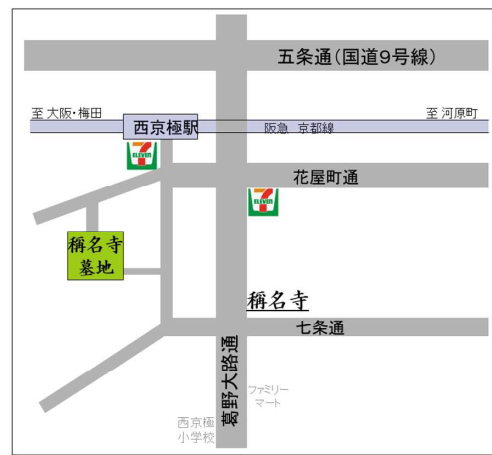 五条通(国道9号線)
至 大阪・梅田
至 河原町
西京極駅
阪急 京都線
7
ELEVEN
花屋町通
7
ELEVEN
稱名寺
墓地
稱名寺
七条通
葛野大路通
ファミリー
マート
西京極
小学校